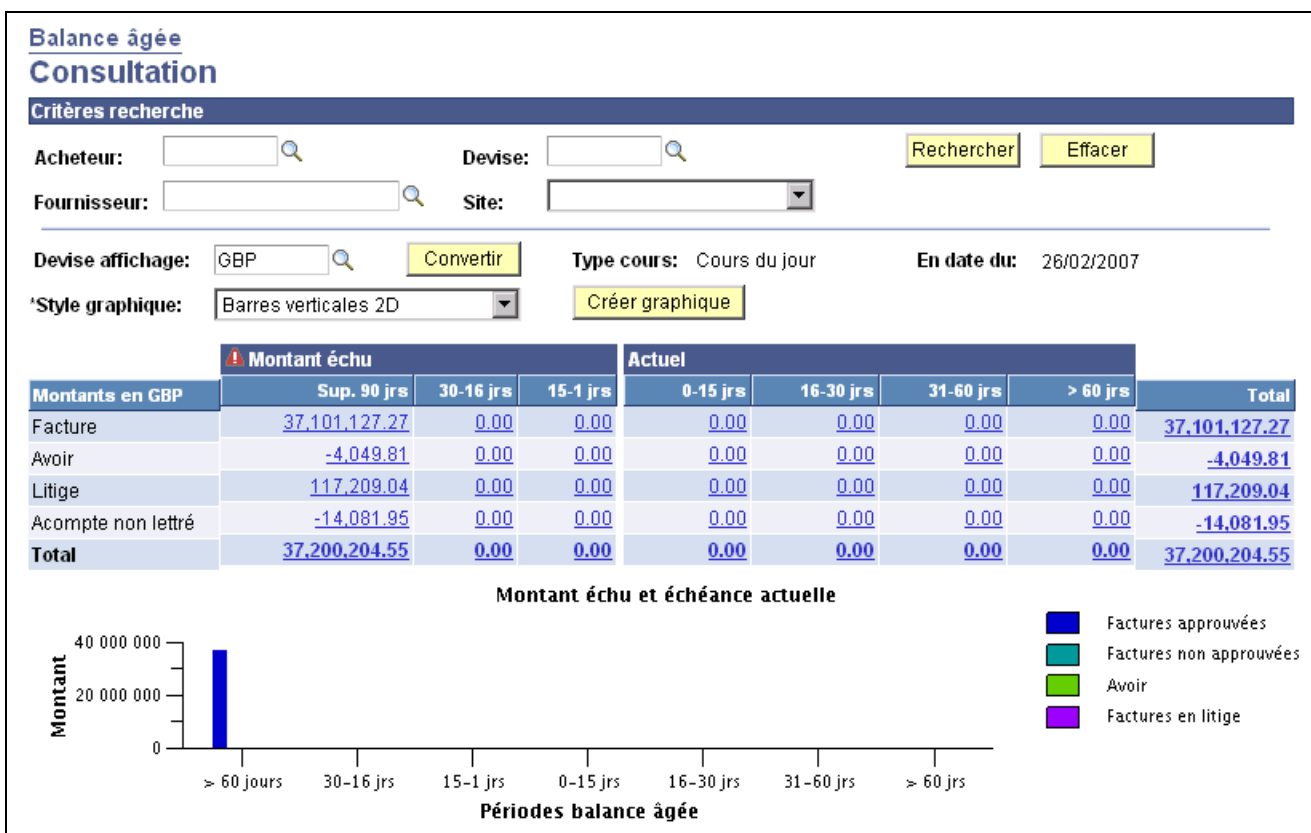 Balance âgée
Consultation
Critères recherche
Acheteur: Devise: Rechercher Effacer
Fournisseur: Site:
Devise affichage: GBP Convertir Type cours: Cours du jour En date du: 26/02/2007
*Style graphique: Barres verticales 2D Créer graphique
Montant échu Actuel
Montants en GBP Sup. 90 jrs 30-16 jrs 15-1 jrs 0-15 jrs 16-30 jrs 31-60 jrs > 60 jrs Total
Facture 37,101,127.27 0.00 0.00 0.00 0.00 0.00 0.00 37,101,127.27
Avoir -4,049.81 0.00 0.00 0.00 0.00 0.00 0.00 -4,049.81
Litige 117,209.04 0.00 0.00 0.00 0.00 0.00 0.00 117,209.04
Acompte non lettré -14,081.95 0.00 0.00 0.00 0.00 0.00 0.00 -14,081.95
Total 37,200,204.55 0.00 0.00 0.00 0.00 0.00 0.00 37,200,204.55
Montant échu et échéance actuelle
Montant
40 000 000
20 000 000
0
> 60 jours 30-16 jrs 15-1 jrs 0-15 jrs 16-30 jrs 31-60 jrs > 60 jrs
Périodes balance âgée
Factures approuvées
Factures non approuvées
Avoir
Factures en litige